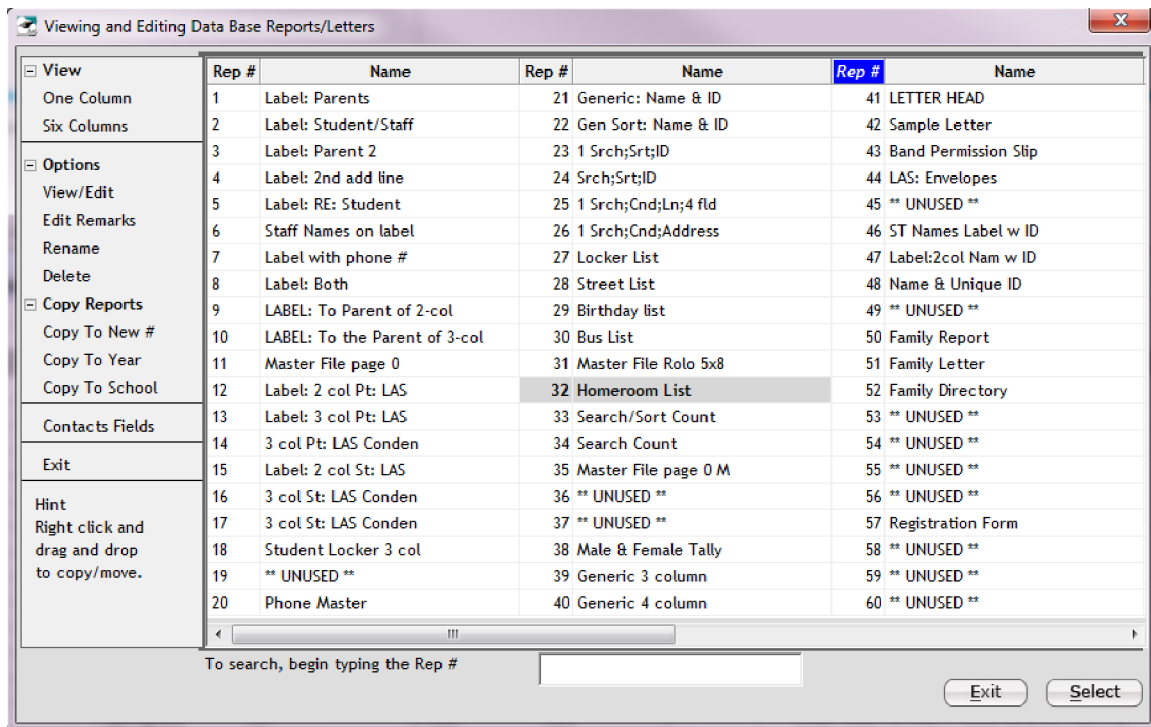 Viewing and Editing Data Base Reports/Letters
X
View
One Column
Six Columns
Options
View/Edit
Edit Remarks
Rename
Delete
Copy Reports
Copy To New #
Copy To Year
Copy To School
Contacts Fields
Exit
Hint
Right click and
drag and drop
to copy/move.
Rep # Name Rep # Name Rep # Name
1 Label: Parents 21 Generic: Name & ID 41 LETTER HEAD
2 Label: Student/Staff 22 Gen Sort: Name & ID 42 Sample Letter
3 Label: Parent 2 23 1 Srch;Srt;ID 43 Band Permission Slip
4 Label: 2nd add line 24 Srch;Srt;ID 44 LAS: Envelopes
5 Label: RE: Student 25 1 Srch;Cnd;Ln;4 fld 45 ** UNUSED **
6 Staff Names on label 26 1 Srch;Cnd;Address 46 ST Names Label w ID
7 Label with phone # 27 Locker List 47 Label:2col Nam w ID
8 Label: Both 28 Street List 48 Name & Unique ID
9 LABEL: To Parent of 2-col 29 Birthday list 49 ** UNUSED **
10 LABEL: To the Parent of 3-col 30 Bus List 50 Family Report
11 Master File page 0 31 Master File Rolo 5x8 51 Family Letter
12 Label: 2 col Pt: LAS 32 Homeroom List 52 Family Directory
13 Label: 3 col Pt: LAS 33 Search/Sort Count 53 ** UNUSED **
14 3 col Pt: LAS Conden 34 Search Count 54 ** UNUSED **
15 Label: 2 col St: LAS 35 Master File page 0 M 55 ** UNUSED **
16 3 col St: LAS Conden 36 ** UNUSED ** 56 ** UNUSED **
17 3 col St: LAS Conden 37 ** UNUSED ** 57 Registration Form
18 Student Locker 3 col 38 Male & Female Tally 58 ** UNUSED **
19 ** UNUSED ** 39 Generic 3 column 59 ** UNUSED **
20 Phone Master 40 Generic 4 column 60 ** UNUSED **
To search, begin typing the Rep #
Exit Select